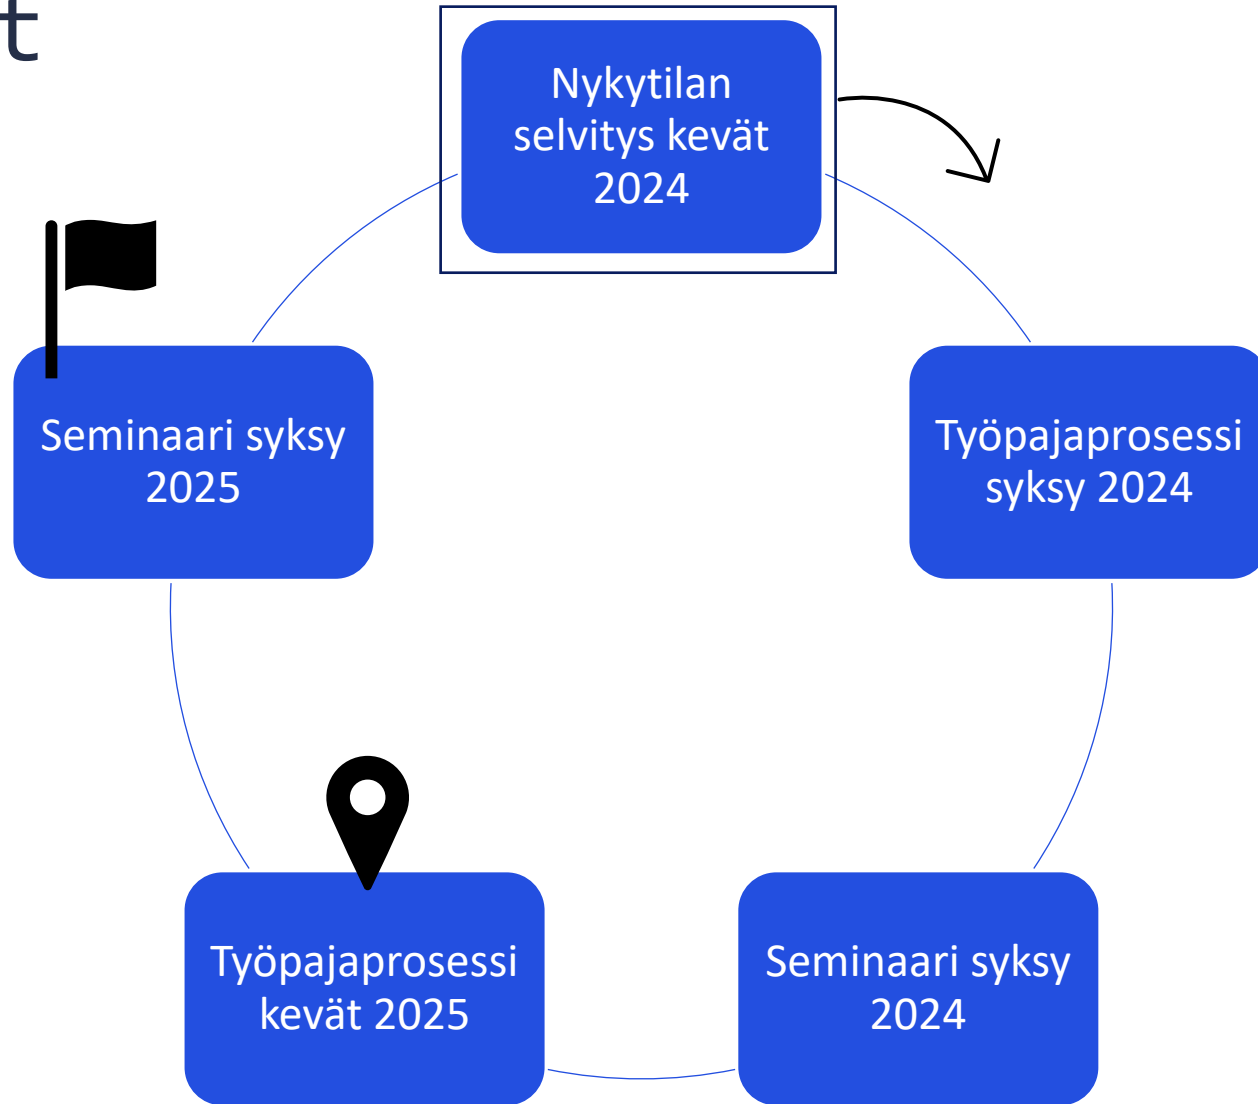 t
Nykytilan
selvitys kevät
2024
Työpajaprosessi
syksy 2024
Seminaari syksy
2024
Työpajaprosessi
kevät 2025
Seminaari syksy
2025